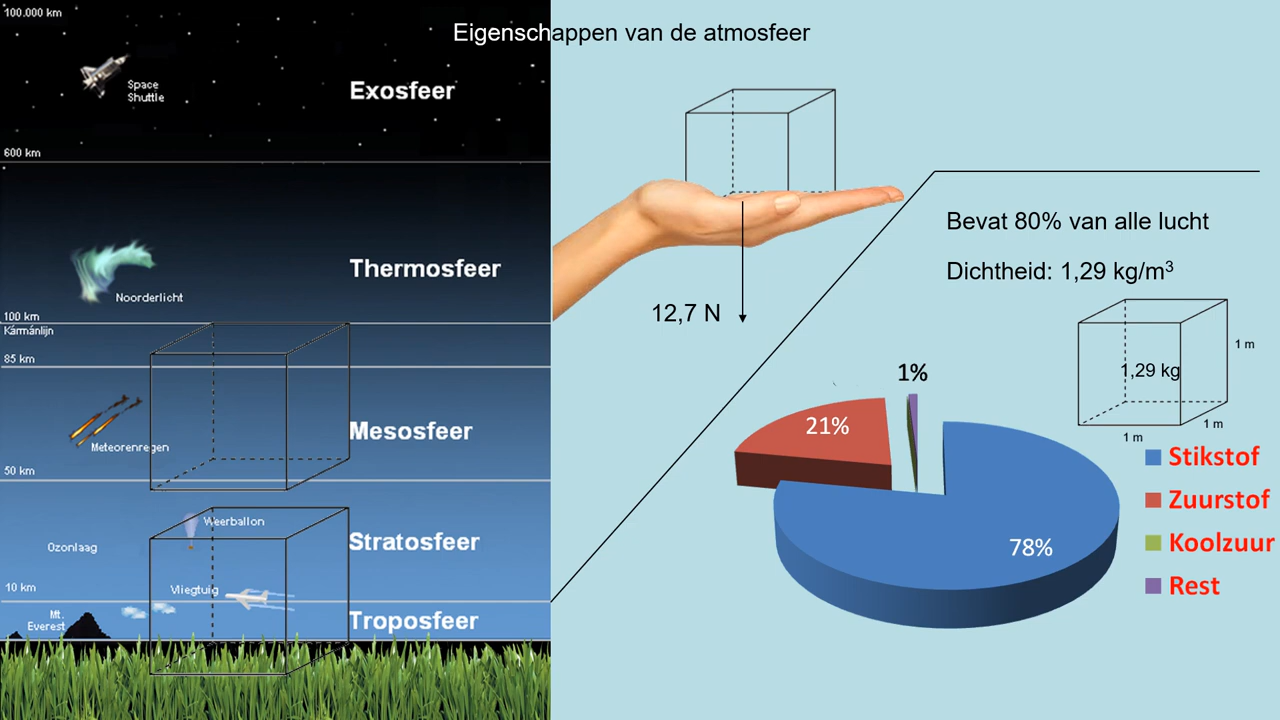 Eigenschappen van de atmosfeer
100.000 km
Space
Shuttle
Exosfeer
600 km
Thermosfeer
Noorderlicht
100 km
Kármánlijn
85 km
Meteorenregen
Mesosfeer
50 km
Weerballon
Ozonlaag
Stratosfeer
10 km
Vliegtuig
Mt.
Everest
Troposfeer
12,7 N
Bevat 80% van alle lucht
Dichtheid: 1,29 kg/m³
1,29 kg
1 m
1 m
1 m
1%
21%
78%
Stikstof
Zuurstof
Koolzuur
Rest